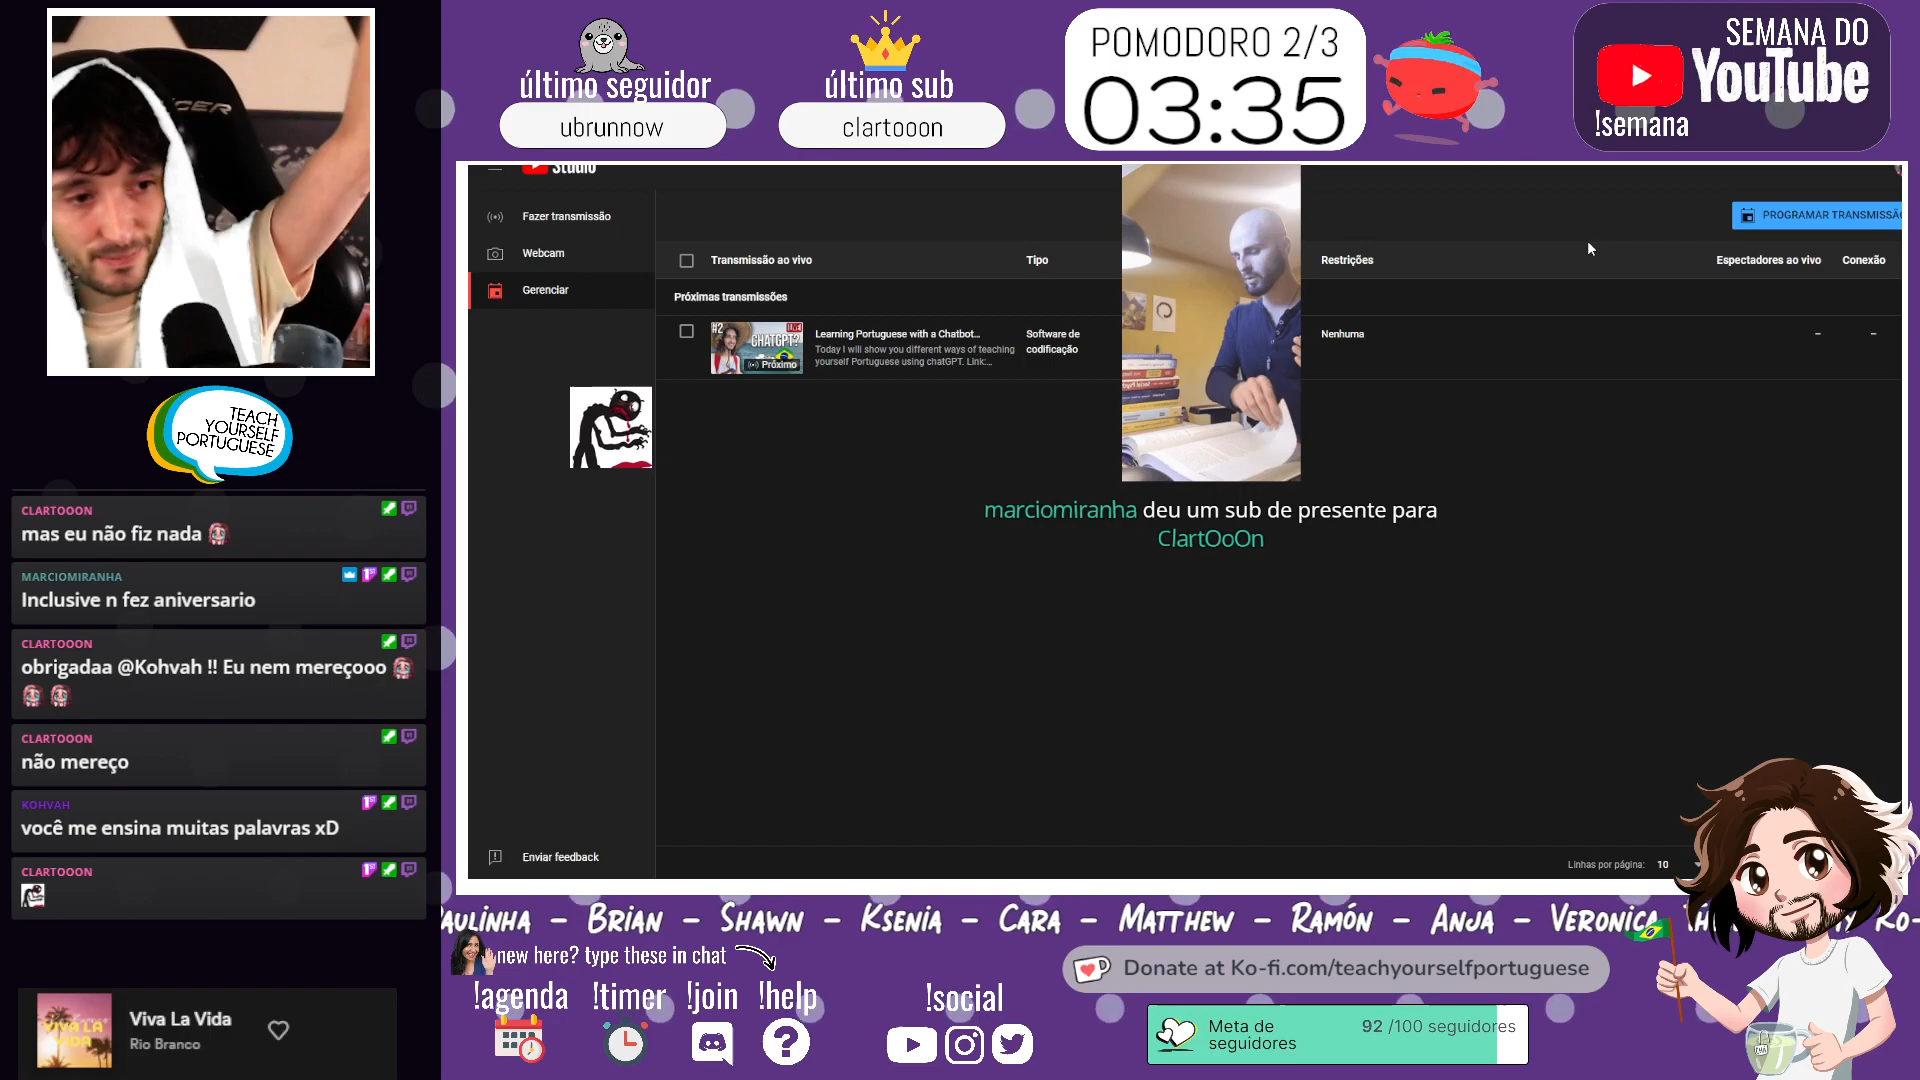 último seguidor
ubrunnow
último sub
clartooon
POMODORO 2/3
03:35
SEMANA DO
YouTube
!semana
Studio
Fazer transmissão
Webcam
Gerenciar
PROGRAMAR TRANSMISSÃO
Transmissão ao vivo
Tipo
Restrições
Espectadores ao vivo
Conexão
Próximas transmissões
#2
LIVE
CHATGPT?
Próximo
Learning Portuguese with a Chatbot...
Today I will show you different ways of teaching
yourself Portuguese using chatGPT. Link:...
Software de
codificação
Nenhuma
–
–
marciomiranha deu um sub de presente para
ClartOoOn
Enviar feedback
Linhas por página: 10
TEACH
YOURSELF
PORTUGUESE
CLARTOOON
mas eu não fiz nada
MARCIOMIRANHA
Inclusive n fez aniversario
CLARTOOON
obrigadaa @Kohvah !! Eu nem mereçooo
CLARTOOON
não mereço
KOHVAH
você me ensina muitas palavras xD
CLARTOOON
VIVA LA
VIDA
Viva La Vida
Rio Branco
AULINHA – BRIAN – SHAWN – KSENIA – CARA – MATTHEW – RAMÓN – ANJA – VERONICA
new here? type these in chat
!agenda
!timer
!join
!help
!social
Donate at Ko-fi.com/teachyourselfportuguese
Meta de
seguidores
92 /100 seguidores